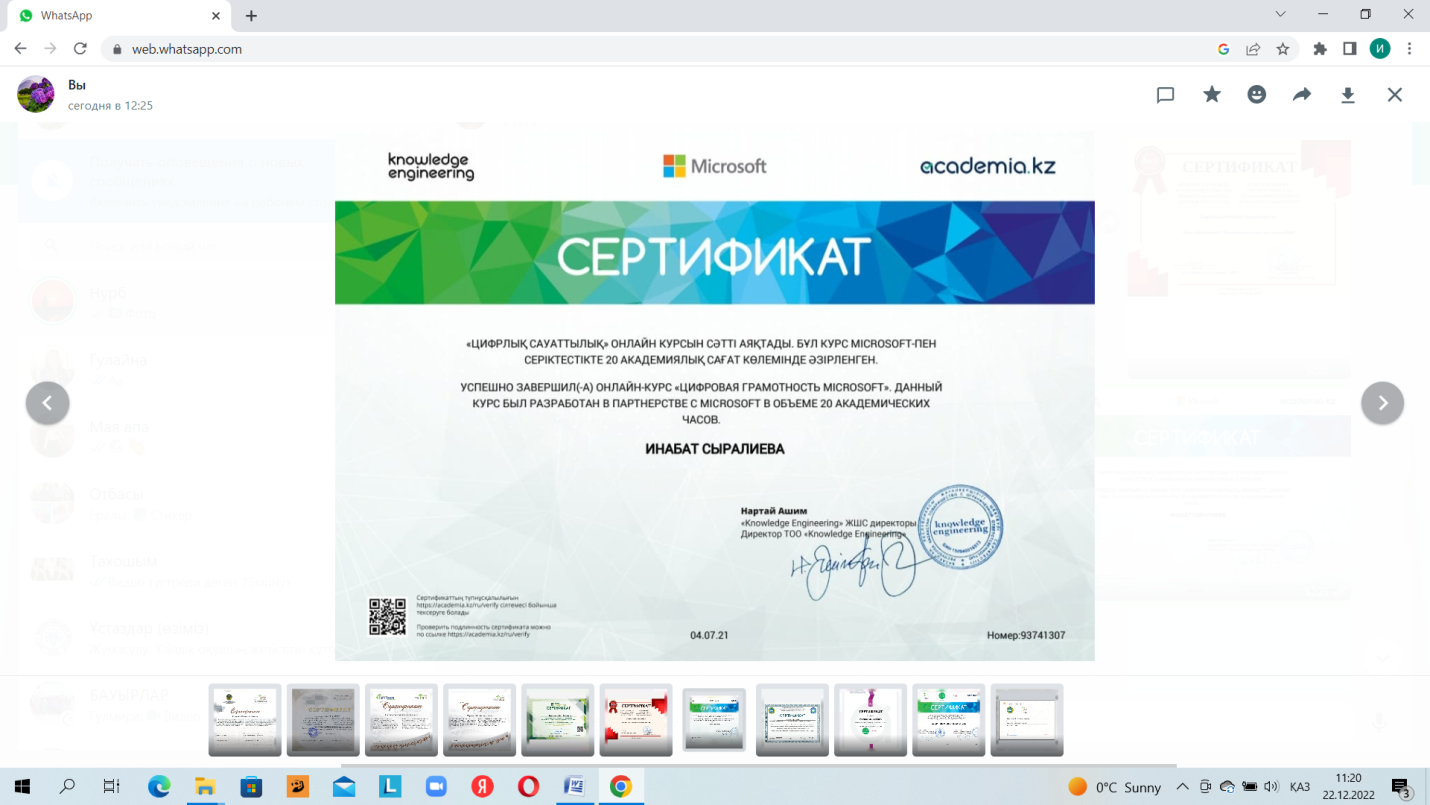 WhatsApp
web.whatsapp.com
И
Вы
сегодня в 12:25
knowledge
engineering
Microsoft
academia.kz
СЕРТИФИКАТ
«ЦИФРЛЫҚ САУАТТЫЛЫҚ» ОНЛАЙН КУРСЫН СӘТТІ АЯҚТАДЫ. БҰЛ КУРС MICROSOFT-ПЕН
СЕРІКТЕСТІКТЕ 20 АКАДЕМИЯЛЫҚ САҒАТ КӨЛЕМІНДЕ ӘЗІРЛЕНГЕН.
УСПЕШНО ЗАВЕРШИЛ(-А) ОНЛАЙН-КУРС «ЦИФРОВАЯ ГРАМОТНОСТЬ MICROSOFT». ДАННЫЙ
КУРС БЫЛ РАЗРАБОТАН В ПАРТНЕРСТВЕ С MICROSOFT В ОБЪЕМЕ 20 АКАДЕМИЧЕСКИХ
ЧАСОВ.
ИНАБАТ СЫРАЛИЕВА
Нартай Ашим
«Knowledge Engineering» ЖШС директоры
Директор ТОО «Knowledge Engineering»
knowledge
engineering
Сертификаттың түпнұсқалылығын
https://academia.kz/ru/verify сілтемесі бойынша
тексеруге болады
Проверить подлинность сертификата можно
по ссылке https://academia.kz/ru/verify
04.07.21
Номер:93741307
СЕРТИФИКАТ
СЕРТИФИКАТ
Нурб
Гулайна
Мая апа
Отбасы
Устаздар
БАУЫРЛАР
0°C Sunny
ҚАЗ
11:20
22.12.2022
3